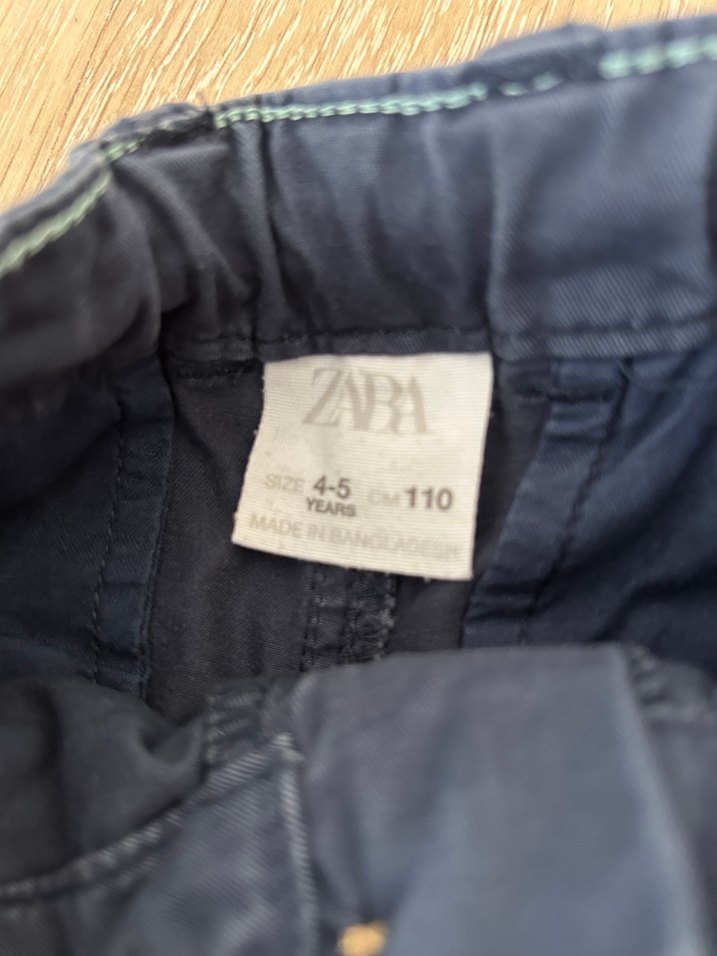 ZARA
SIZE 4-5 YEARS CM 110
MADE IN BANGLADESH